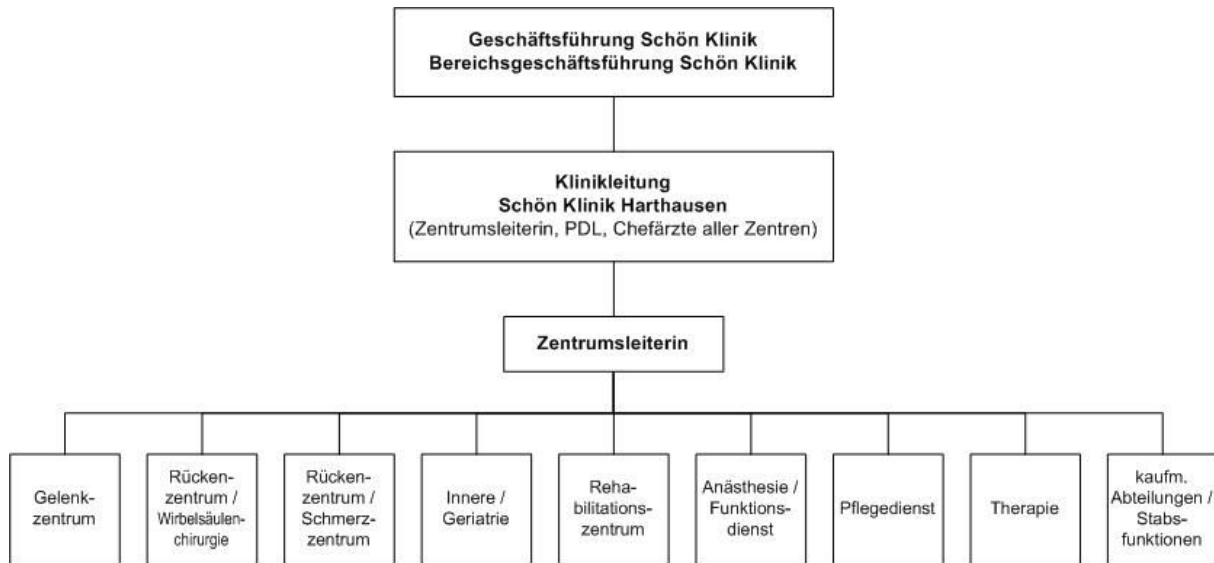 Geschäftsführung Schön Klinik
Bereichsgeschäftsführung Schön Klinik
Klinikleitung
Schön Klinik Harthausen
(Zentrumsleiterin, PDL, Chefärzte aller Zentren)
Zentrumsleiterin
Gelenk-
zentrum
Rücken-
zentrum /
Wirbelsäulen-
chirurgie
Rücken-
zentrum /
Schmerz-
zentrum
Innere /
Geriatrie
Reha-
bilitations-
zentrum
Anästhesie /
Funktions-
dienst
Pflegedienst
Therapie
kaufm.
Abteilungen /
Stabs-
funktionen